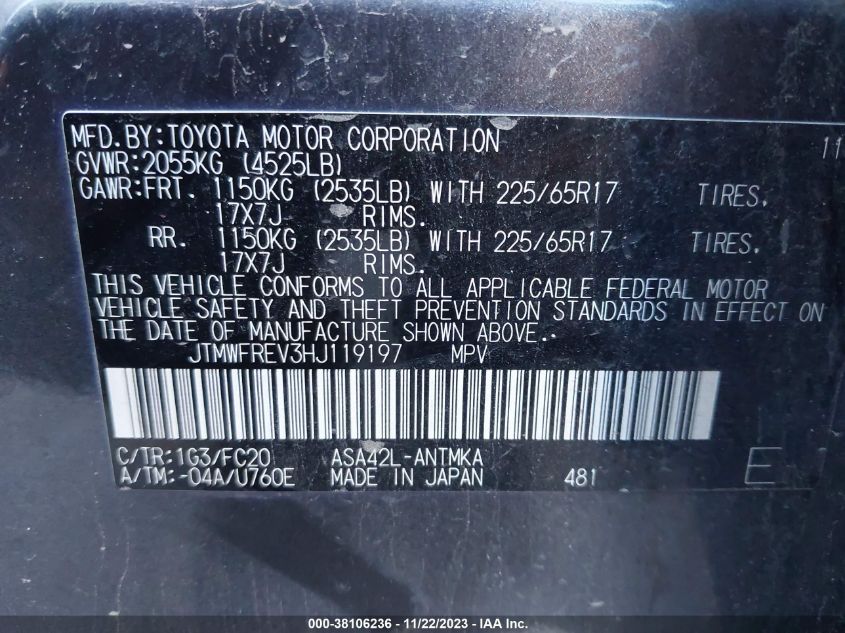 MFD.BY:TOYOTA MOTOR CORPORATION 11
GVWR:2055KG (4525LB)
GAWR:FRT. 1150KG (2535LB) WITH 225/65R17 TIRES,
17X7J RIMS.
RR. 1150KG (2535LB) WITH 225/65R17 TIRES,
17X7J RIMS.
THIS VEHICLE CONFORMS TO ALL APPLICABLE FEDERAL MOTOR
VEHICLE SAFETY AND THEFT PREVENTION STANDARDS IN EFFECT ON
THE DATE OF MANUFACTURE SHOWN ABOVE.
JTMWFREV3HJ119197 MPV
C/TR:1G3/FC20 ASA42L-ANTMKA
A/TM:-04A/U760E MADE IN JAPAN 481 E
000-38106236 - 11/22/2023 - IAA Inc.